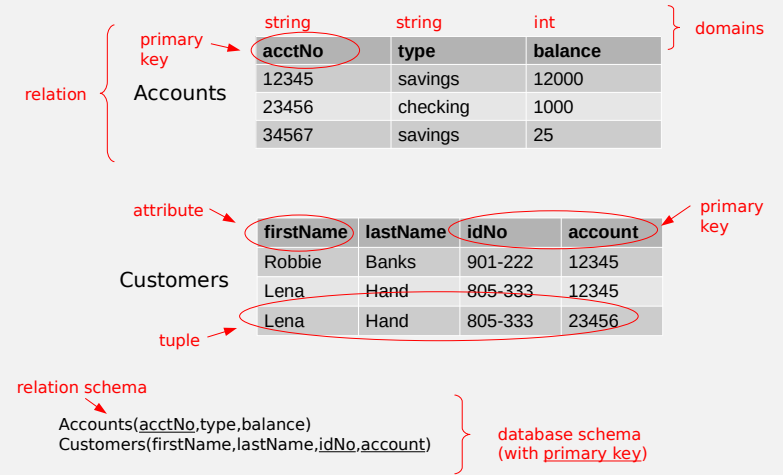 string string int
domains
primary
key
acctNo type balance
12345 savings 12000
relation
Accounts
23456 checking 1000
34567 savings 25
attribute
primary
key
firstName lastName idNo account
Robbie Banks 901-222 12345
Customers
Lena Hand 805-333 12345
Lena Hand 805-333 23456
tuple
relation schema
Accounts(acctNo,type,balance)
Customers(firstName,lastName,idNo,account)
database schema
(with primary key)